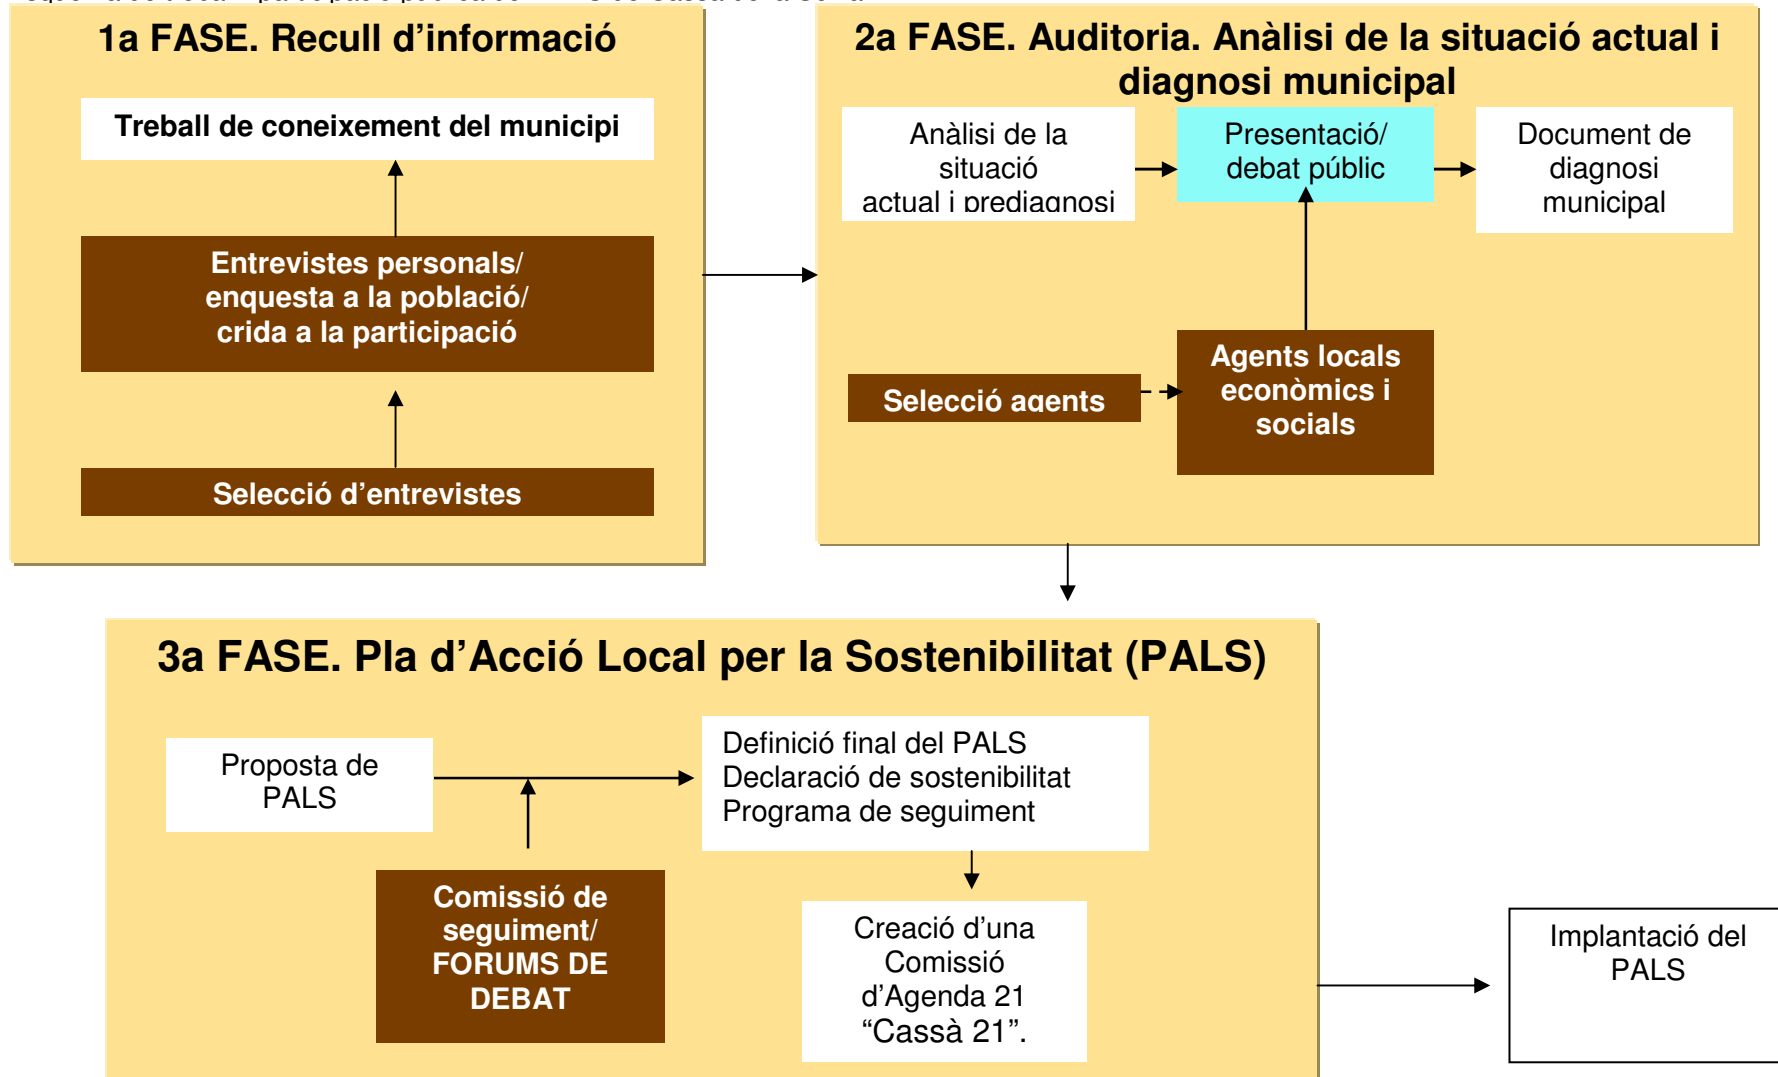 1a FASE. Recull d’informació
Treball de coneixement del municipi
Entrevistes personals/
enquesta a la població/
crida a la participació
Selecció d’entrevistes
2a FASE. Auditoria. Anàlisi de la situació actual i
diagnosi municipal
Anàlisi de la
situació
actual i prediagnosi
Presentació/
debat públic
Document de
diagnosi
municipal
Selecció agents
Agents locals
econòmics i
socials
3a FASE. Pla d’Acció Local per la Sostenibilitat (PALS)
Proposta de
PALS
Definició final del PALS
Declaració de sostenibilitat
Programa de seguiment
Comissió de
seguiment/
FORUMS DE
DEBAT
Creació d’una
Comissió
d’Agenda 21
“Cassà 21”.
Implantació del
PALS